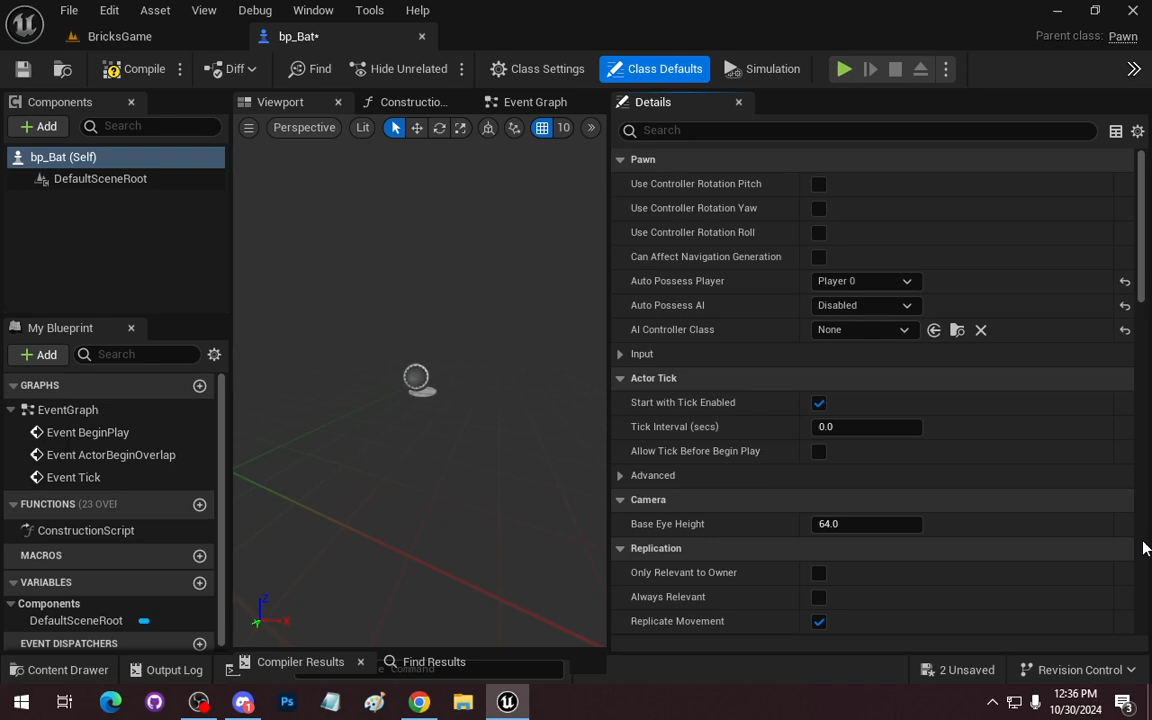 File Edit Asset View Debug Window Tools Help
BricksGame bp_Bat* Parent class: Pawn
Compile Diff Find Hide Unrelated Class Settings Class Defaults Simulation
Components Viewport Constructio... Event Graph Details
Add Search Perspective Lit 10 Search
bp_Bat (Self)
DefaultSceneRoot
My Blueprint
Add Search
GRAPHS
EventGraph
Event BeginPlay
Event ActorBeginOverlap
Event Tick
FUNCTIONS (23 OVE
ConstructionScript
MACROS
VARIABLES
Components
DefaultSceneRoot
EVENT DISPATCHERS
Z
X
Y
Pawn
Use Controller Rotation Pitch
Use Controller Rotation Yaw
Use Controller Rotation Roll
Can Affect Navigation Generation
Auto Possess Player Player 0
Auto Possess AI Disabled
AI Controller Class None
Input
Actor Tick
Start with Tick Enabled
Tick Interval (secs) 0.0
Allow Tick Before Begin Play
Advanced
Camera
Base Eye Height 64.0
Replication
Only Relevant to Owner
Always Relevant
Replicate Movement
Compiler Results Find Results
Content Drawer Output Log Command 2 Unsaved Revision Control
Ps
12:36 PM
10/30/2024
3